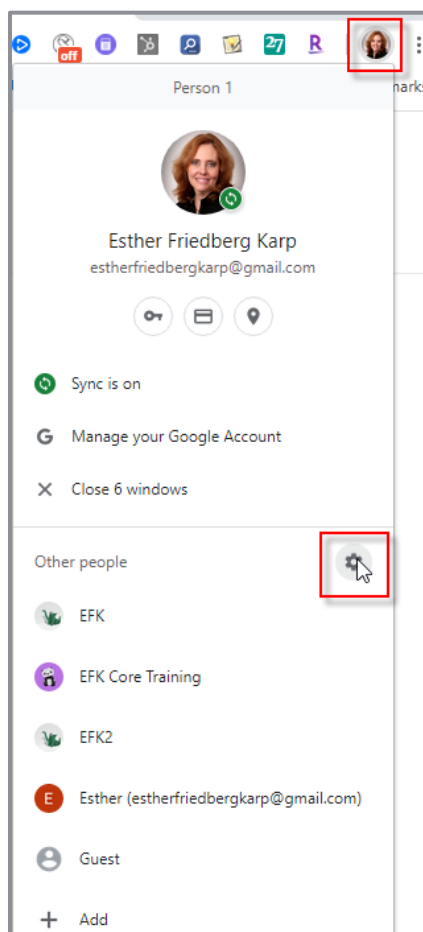 off
27
R
Person 1
marks
Esther Friedberg Karp
estherfriedbergkarp@gmail.com
Sync is on
G Manage your Google Account
Close 6 windows
Other people
EFK
EFK Core Training
EFK2
E Esther (estherfriedbergkarp@gmail.com)
Guest
Add